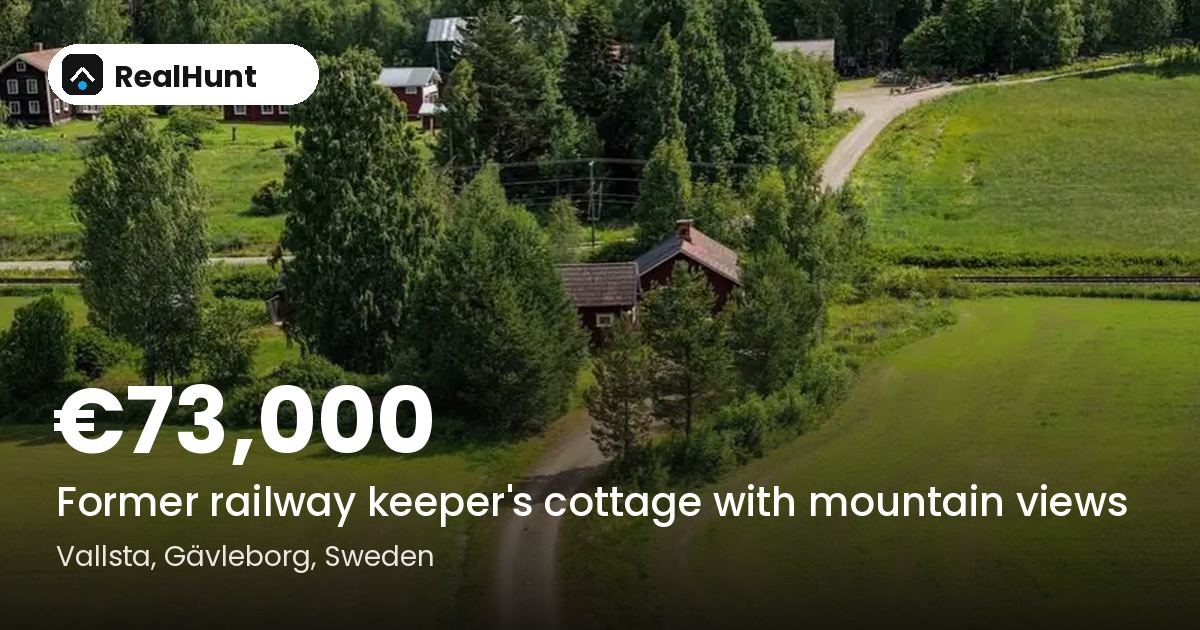 RealHunt
€73,000
Former railway keeper's cottage with mountain views
Vallsta, Gävleborg, Sweden